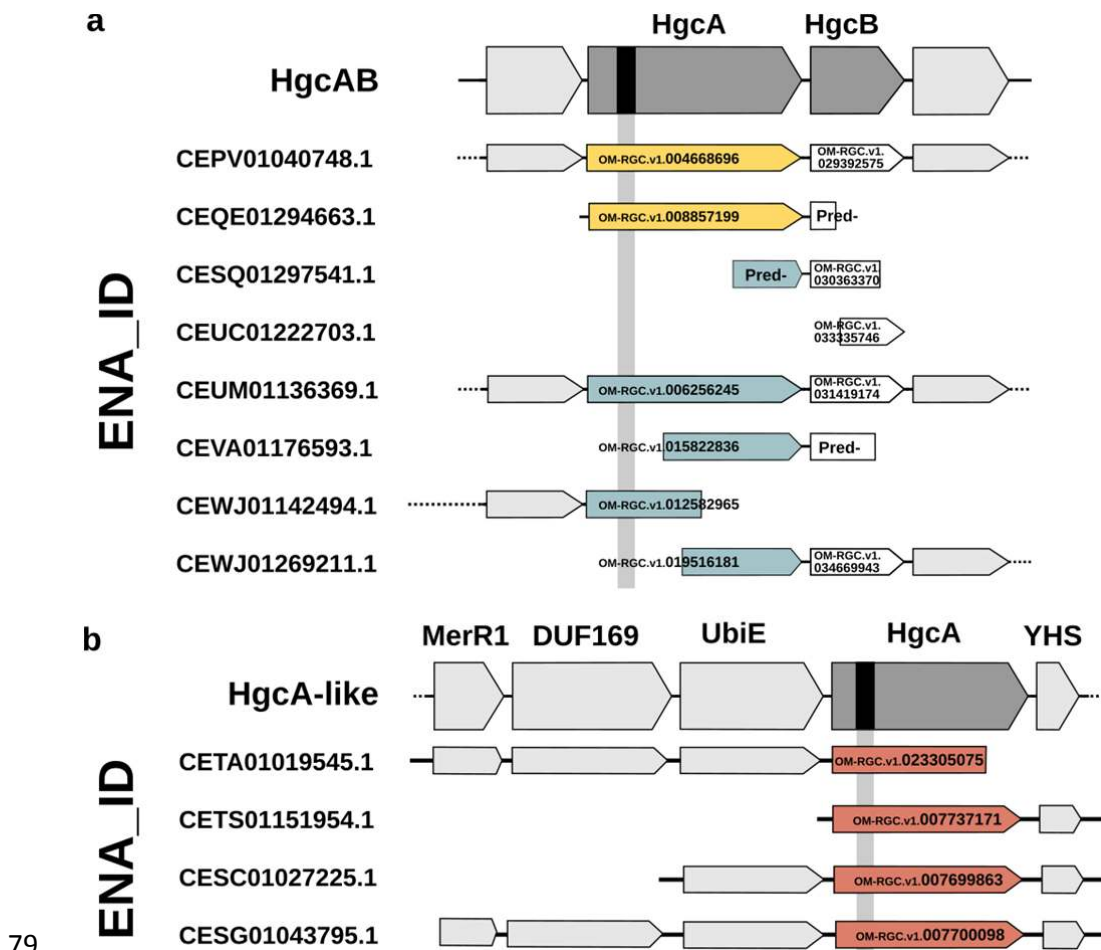 a
HgcA HgcB
HgcAB
ENA_ID
CEPV01040748.1
OM-RGC.v1.004668696
OM-RGC.v1.
029392575
CEQE01294663.1
OM-RGC.v1.008857199
Pred-
CESQ01297541.1
Pred-
OM-RGC.v1
030363370
CEUC01222703.1
OM-RGC.v1.
033335746
CEUM01136369.1
OM-RGC.v1.006256245
OM-RGC.v1.
031419174
CEVA01176593.1
OM-RGC.v1.015822836
Pred-
CEWJ01142494.1
OM-RGC.v1.012582965
CEWJ01269211.1
OM-RGC.v1.019516181
OM-RGC.v1.
034669943
b
MerR1 DUF169 UbiE HgcA YHS
HgcA-like
ENA_ID
CETA01019545.1
OM-RGC.v1.023305075
CETS01151954.1
OM-RGC.v1.007737171
CESC01027225.1
OM-RGC.v1.007699863
CESG01043795.1
OM-RGC.v1.007700098
79